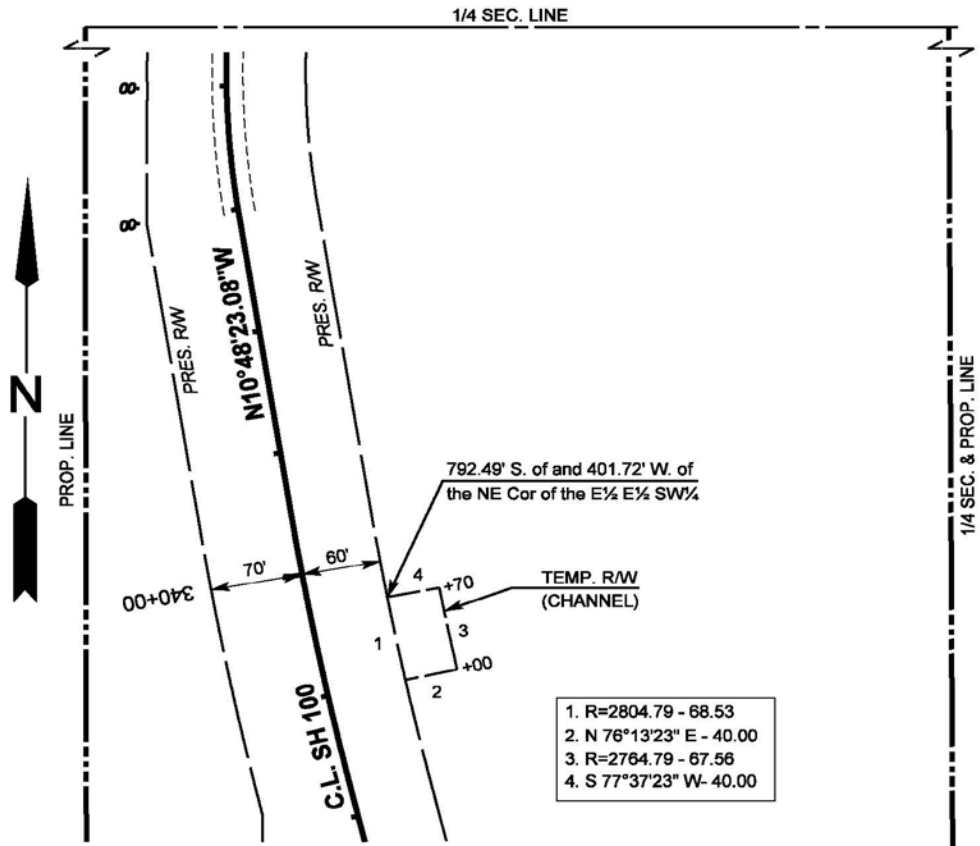 1/4 SEC. LINE
8
8
PRES. R/W
N10°48'23.08"W
PRES. R/W
N
PROP. LINE
1/4 SEC. & PROP. LINE
792.49' S. of and 401.72' W. of
the NE Cor of the E½ E½ SW¼
70'
60'
340+00
4
+70
TEMP. R/W
(CHANNEL)
1
3
+00
2
C.L. SH 100
1. R=2804.79 - 68.53
2. N 76°13'23" E - 40.00
3. R=2764.79 - 67.56
4. S 77°37'23" W- 40.00